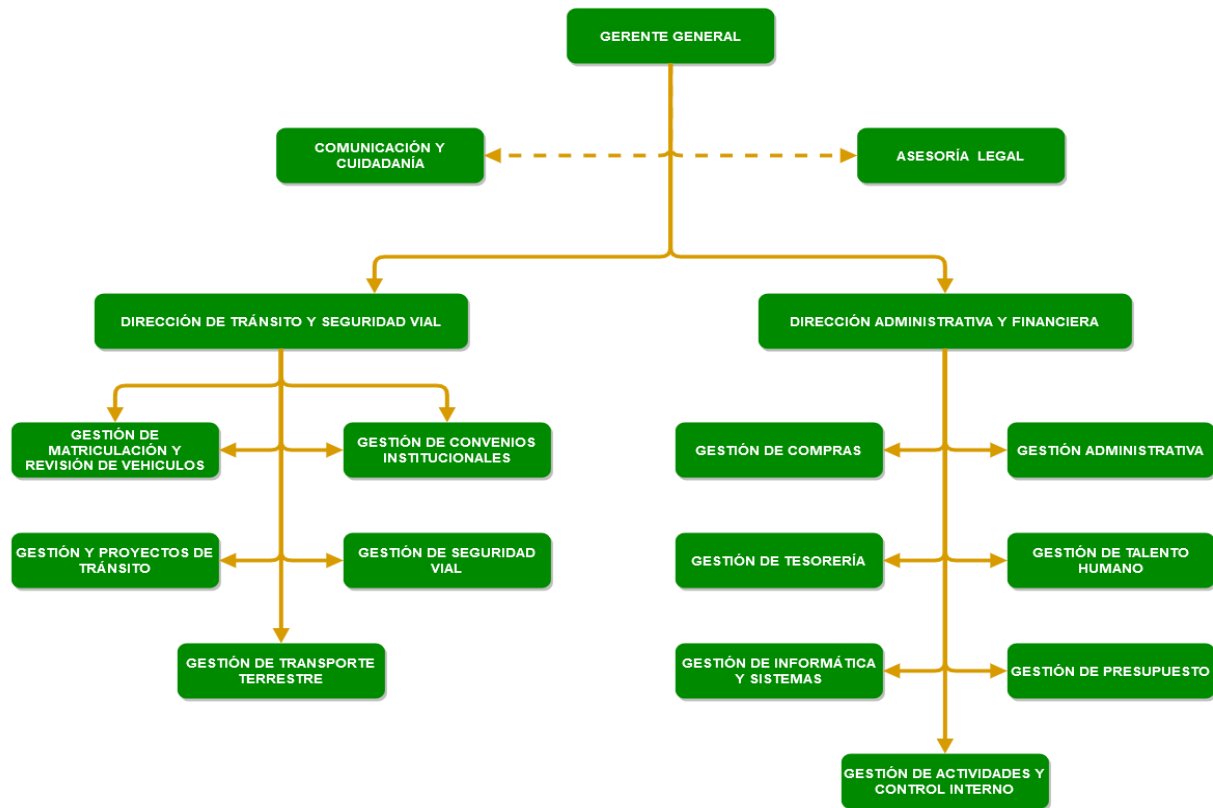 GERENTE GENERAL
COMUNICACIÓN Y
CUIDADANÍA
ASESORÍA LEGAL
DIRECCIÓN DE TRÁNSITO Y SEGURIDAD VIAL
DIRECCIÓN ADMINISTRATIVA Y FINANCIERA
GESTIÓN DE
MATRICULACIÓN Y
REVISIÓN DE VEHICULOS
GESTIÓN DE CONVENIOS
INSTITUCIONALES
GESTIÓN DE COMPRAS
GESTIÓN ADMINISTRATIVA
GESTIÓN Y PROYECTOS DE
TRÁNSITO
GESTIÓN DE SEGURIDAD
VIAL
GESTIÓN DE TESORERÍA
GESTIÓN DE TALENTO
HUMANO
GESTIÓN DE TRANSPORTE
TERRESTRE
GESTIÓN DE INFORMÁTICA
Y SISTEMAS
GESTIÓN DE PRESUPUESTO
GESTIÓN DE ACTIVIDADES Y
CONTROL INTERNO